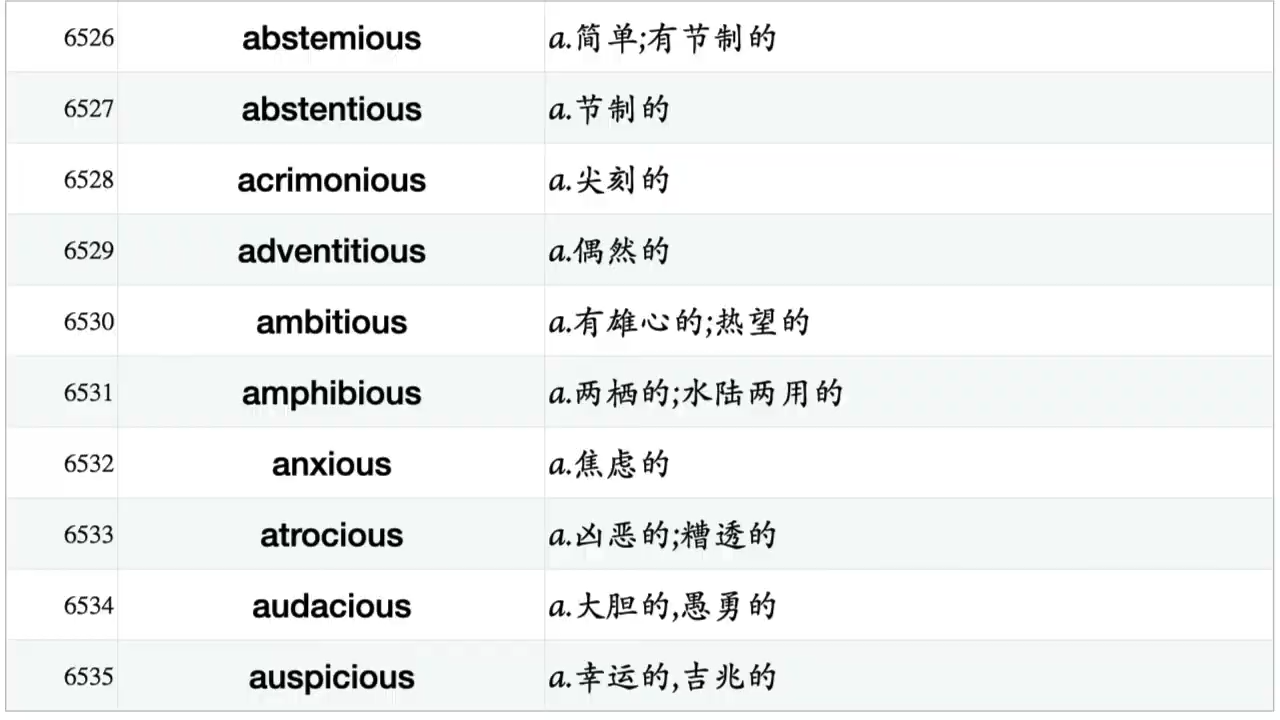 6526 abstemious a.简单;有节制的
6527 abstentious a.节制的
6528 acrimonious a.尖刻的
6529 adventitious a.偶然的
6530 ambitious a.有雄心的;热望的
6531 amphibious a.两栖的;水陆两用的
6532 anxious a.焦虑的
6533 atrocious a.凶恶的;糟透的
6534 audacious a.大胆的,愚勇的
6535 auspicious a.幸运的,吉兆的